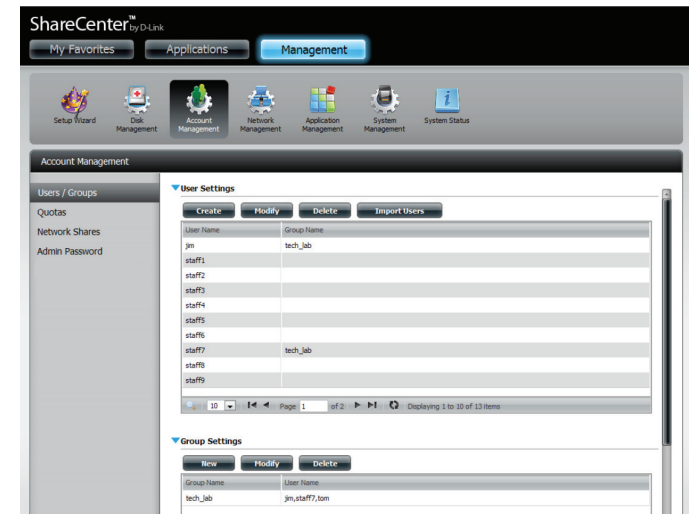 ShareCenter™ by D-Link
My Favorites Applications Management
Setup Wizard
Disk Management
Account Management
Network Management
Application Management
System Management
System Status
Account Management
Users / Groups
Quotas
Network Shares
Admin Password
User Settings
Create Modify Delete Import Users
User Name Group Name
jim tech_lab
staff1
staff2
staff3
staff4
staff5
staff6
staff7 tech_lab
staff8
staff9
10 Page 1 of 2 Displaying 1 to 10 of 13 items
Group Settings
New Modify Delete
Group Name User Name
tech_lab jim,staff7,tom